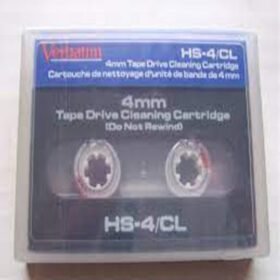 Verbatim HS-4/CL
4mm Tape Drive Cleaning Cartridge
Cartouche de nettoyage d'unité de bande de 4 mm
4mm
Tape Drive Cleaning Cartridge
(Do Not Rewind)
HS-4/CL